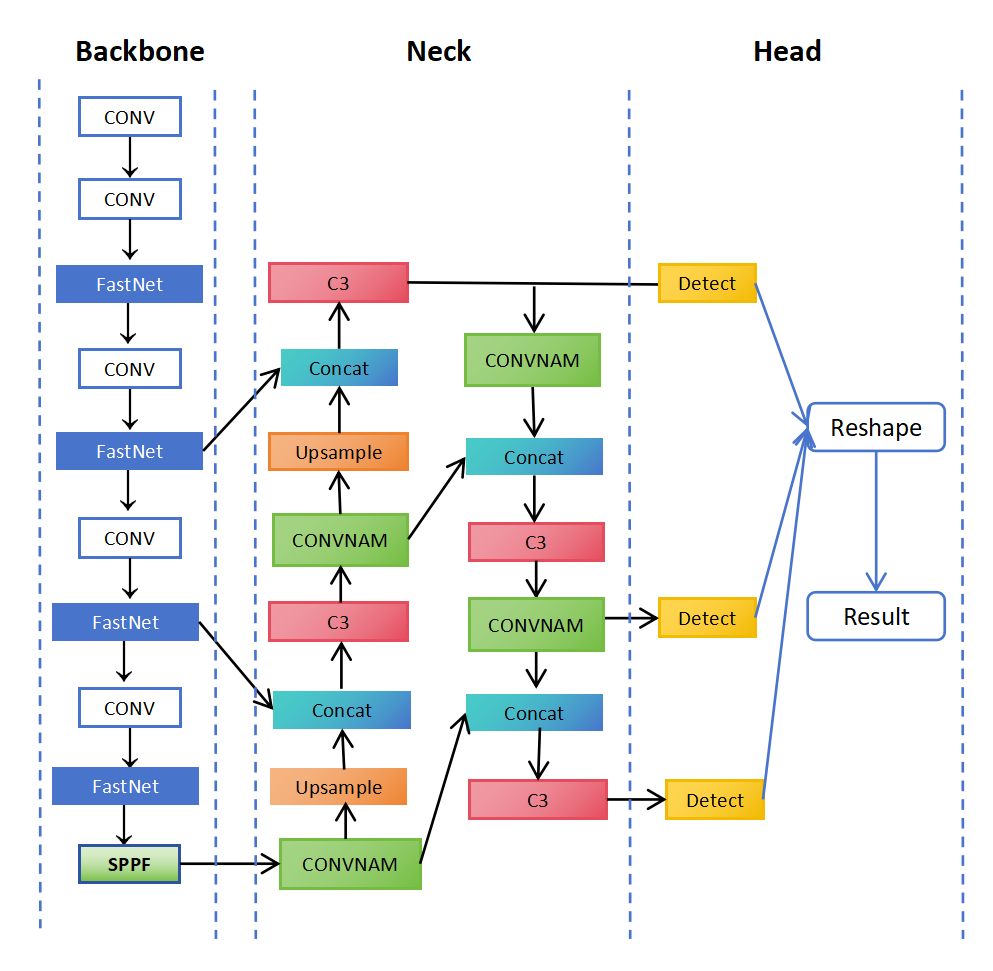 Backbone
Neck
Head
CONV
CONV
FastNet
CONV
FastNet
CONV
FastNet
CONV
FastNet
SPPF
C3
Concat
Upsample
CONVNAM
C3
Concat
Upsample
CONVNAM
CONVNAM
Concat
C3
CONVNAM
Concat
C3
Detect
Detect
Detect
Reshape
Result